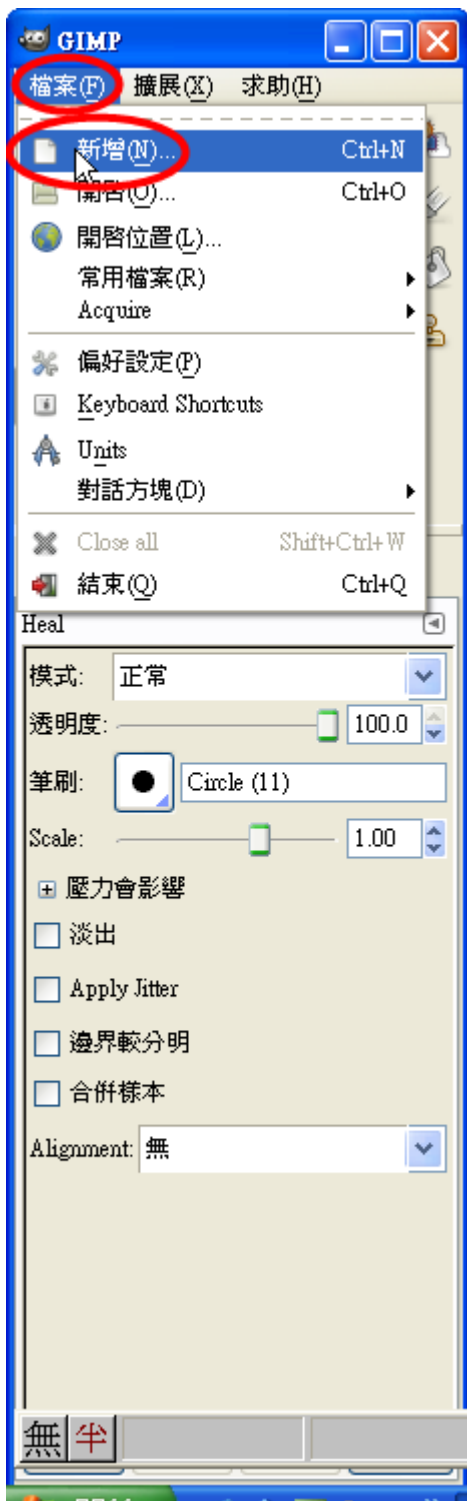 GIMP
檔案(F) 擴展(X) 求助(H)
新增(N)... Ctrl+N
開啓(O)... Ctrl+O
開啓位置(L)...
常用檔案(R)
Acquire
偏好設定(P)
Keyboard Shortcuts
Units
對話方塊(D)
Close all Shift+Ctrl+W
結束(Q) Ctrl+Q
Heal
模式: 正常
透明度: 100.0
筆刷: Circle (11)
Scale: 1.00
壓力會影響
淡出
Apply Jitter
邊界較分明
合併樣本
Alignment: 無
無 半